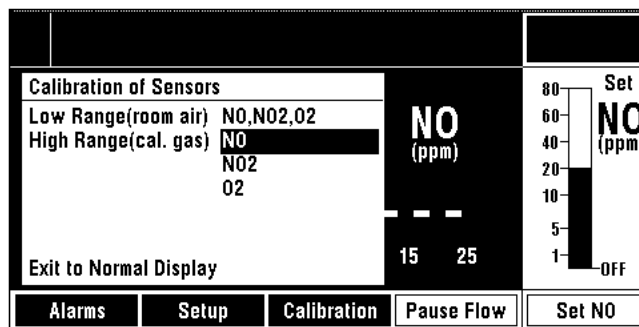 Calibration of Sensors
Low Range(room air) NO,NO2,O2
High Range(cal. gas) NO
NO2
O2
Exit to Normal Display
NO
(ppm)
15 25
Set
NO
(ppm
80
60
40
20
10
5
1
OFF
Alarms Setup Calibration Pause Flow Set NO